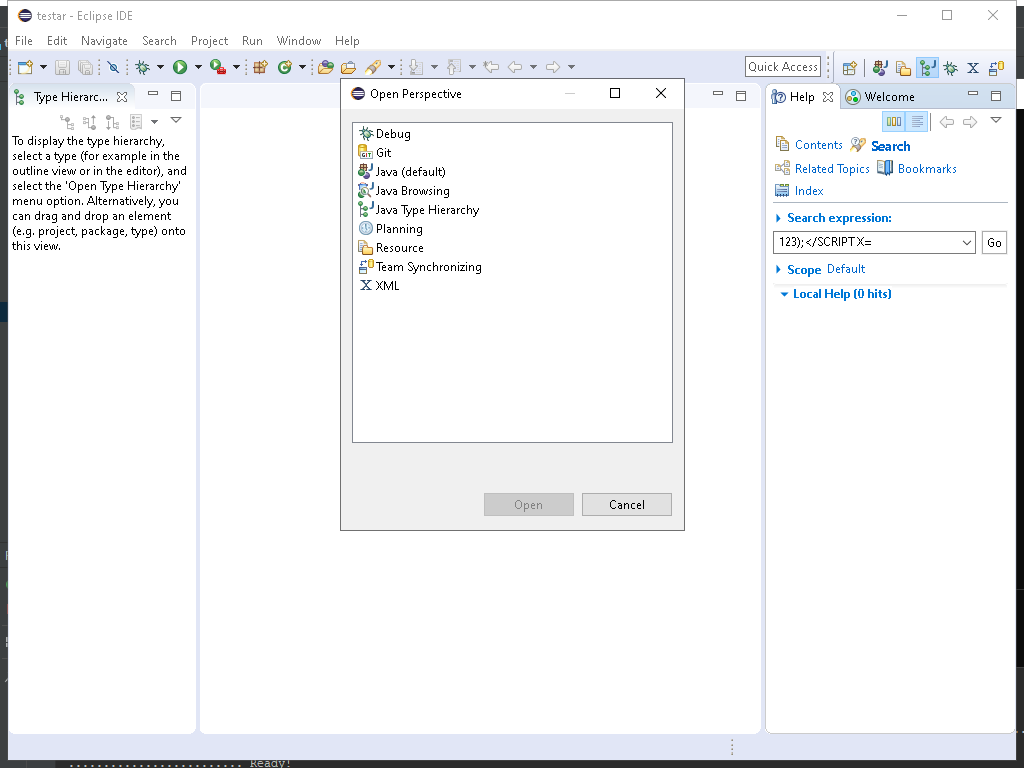 testar - Eclipse IDE
File Edit Navigate Search Project Run Window Help
Quick Access
Type Hierarc...
To display the type hierarchy,
select a type (for example in the
outline view or in the editor), and
select the 'Open Type Hierarchy'
menu option. Alternatively, you
can drag and drop an element
(e.g. project, package, type) onto
this view.
Open Perspective
Debug
GIT Git
Java (default)
Java Browsing
Java Type Hierarchy
Planning
Resource
Team Synchronizing
X XML
Open Cancel
Help Welcome
Contents Search
Related Topics Bookmarks
Index
Search expression:
123);</SCRIPT X= Go
Scope Default
Local Help (0 hits)
......................... Ready!